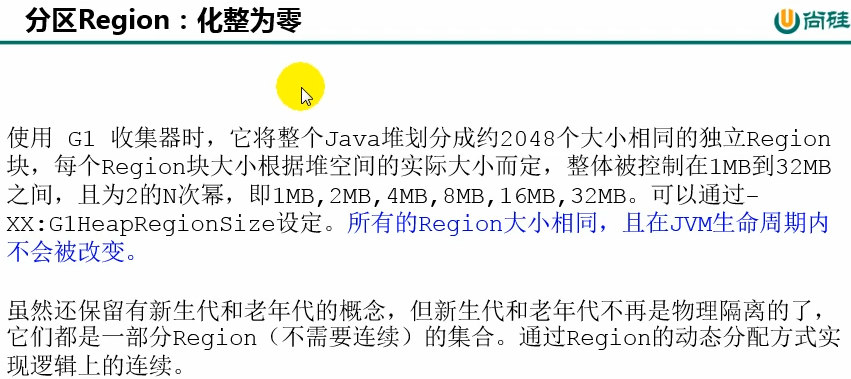 分区Region：化整为零
尚硅
使用 G1 收集器时，它将整个Java堆划分成约2048个大小相同的独立Region
块，每个Region块大小根据堆空间的实际大小而定，整体被控制在1MB到32MB
之间，且为2的N次幂，即1MB,2MB,4MB,8MB,16MB,32MB。可以通过-
XX:G1HeapRegionSize设定。所有的Region大小相同，且在JVM生命周期内
不会被改变。
虽然还保留有新生代和老年代的概念，但新生代和老年代不再是物理隔离的了，
它们都是一部分Region（不需要连续）的集合。通过Region的动态分配方式实
现逻辑上的连续。